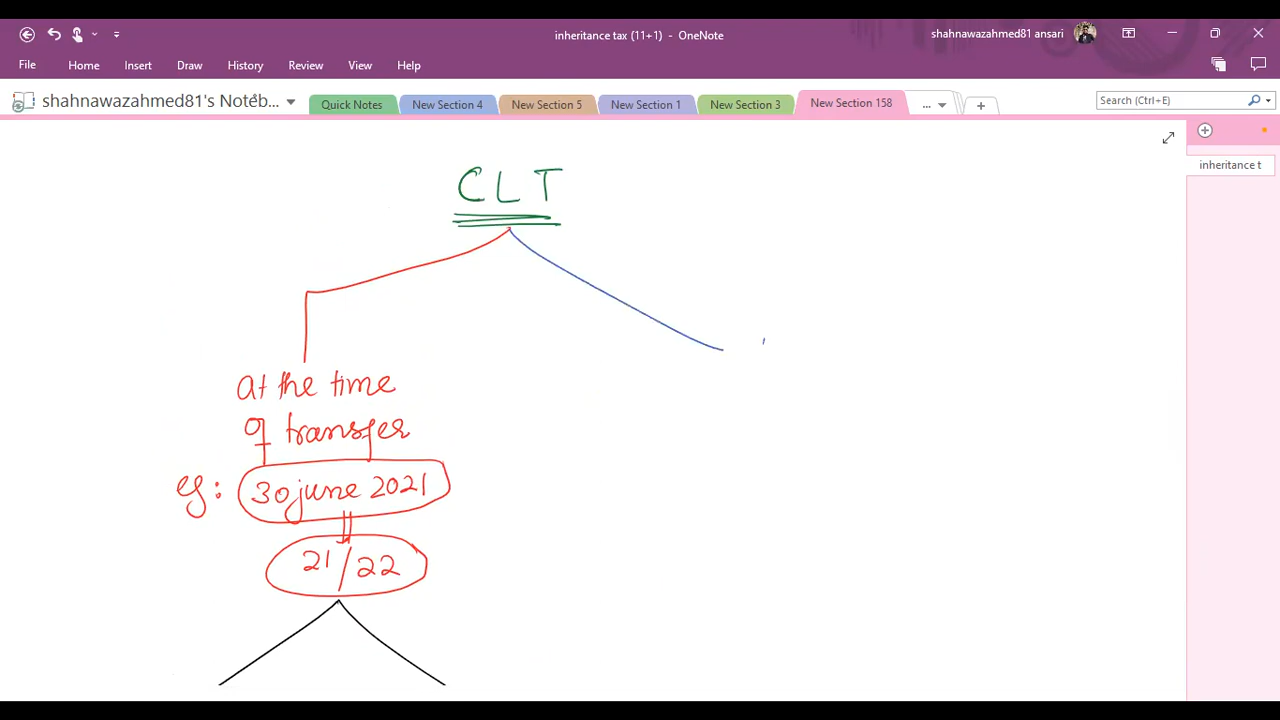 inheritance tax (11+1) - OneNote
shahnawazahmed81 ansari
File
Home
Insert
Draw
History
Review
View
Help
shahnawazahmed81's Noteb...
Quick Notes
New Section 4
New Section 5
New Section 1
New Section 3
New Section 158
...
Search (Ctrl+E)
inheritance t
CLT
at the time
of transfer
eg: 30 june 2021
21/22